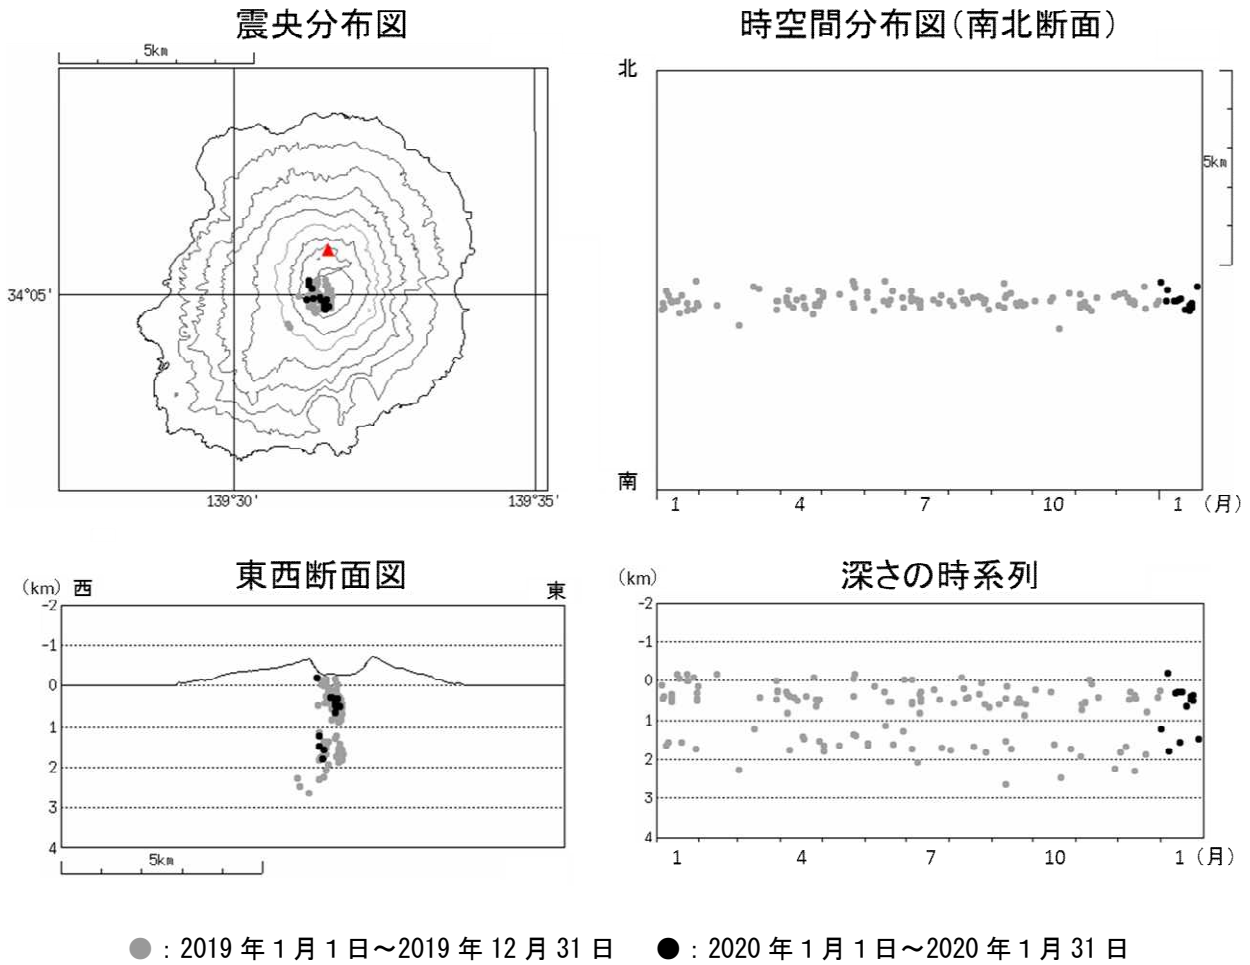 震央分布図
5km
34°05'
139°30'
139°35'
時空間分布図(南北断面)
北
5km
南
1 4 7 10 1 (月)
東西断面図
(km) 西 東
-2
-1
0
1
2
3
4
5km
深さの時系列
(km)
-2
-1
0
1
2
3
4
1 4 7 10 1 (月)
●:2019年1月1日~2019年12月31日 ●:2020年1月1日~2020年1月31日